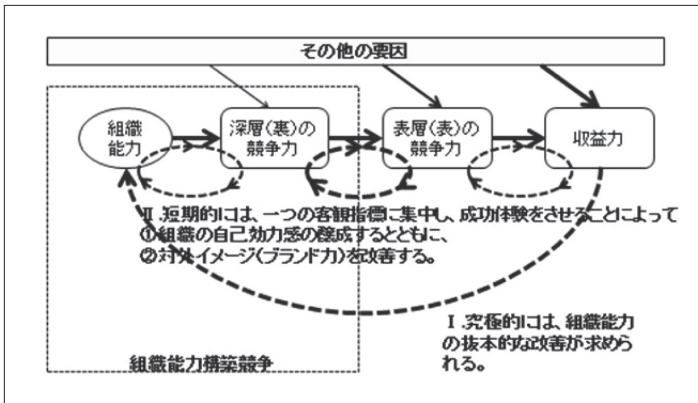 その他の要因
組織
能力
深層(裏)の
競争力
表層(表)の
競争力
収益力
Ⅱ.短期的には、一つの客観指標に集中し、成功体験をさせることによって
①組織の自己効力感の醸成するとともに、
②対外イメージ(ブランド力)を改善する。
Ⅰ.究極的には、組織能力
の抜本的な改善が求めら
れる。
組織能力構築競争